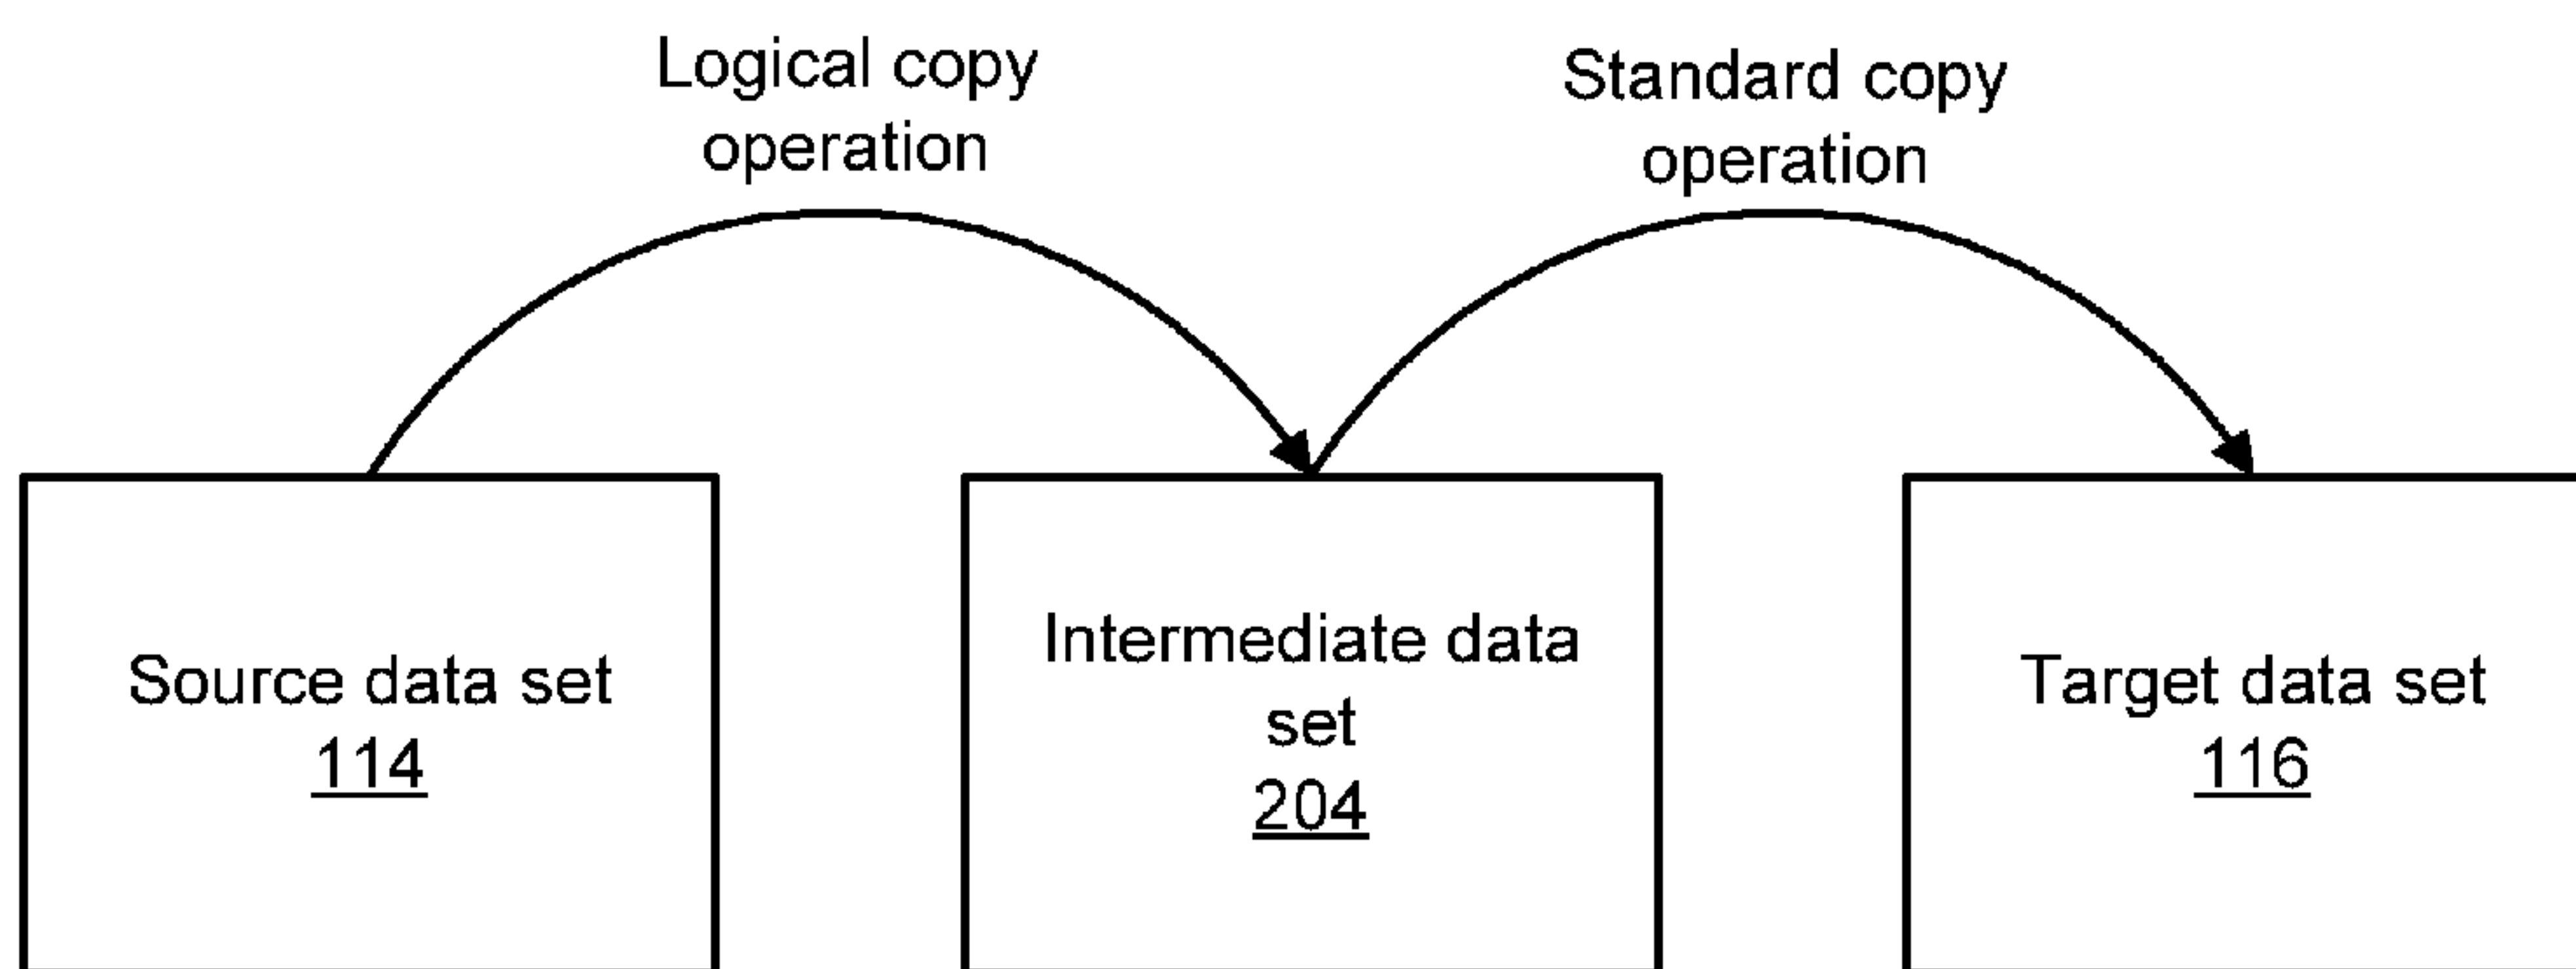 Logical copy
operation
Standard copy
operation
Source data set
114
Intermediate data
set
204
Target data set
116